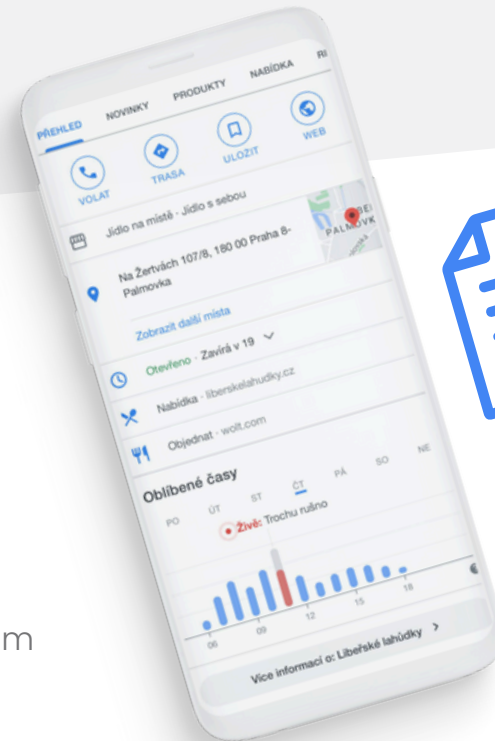 PŘEHLED NOVINKY PRODUKTY NABÍDKA
VOLAT TRASA ULOŽIT WEB
Jídlo na místě · Jídlo s sebou
Na Žertvách 107/8, 180 00 Praha 8-
Palmovka
PALMOVK
Zobrazit další místa
Otevřeno · Zavírá v 19
Nabídka · liberskelahudky.cz
Objednat · wolt.com
Oblíbené časy
PO ÚT ST ČT PÁ SO NE
Živě: Trochu rušno
06 09 12 15 18
Více informací o: Libeřské lahůdky
m